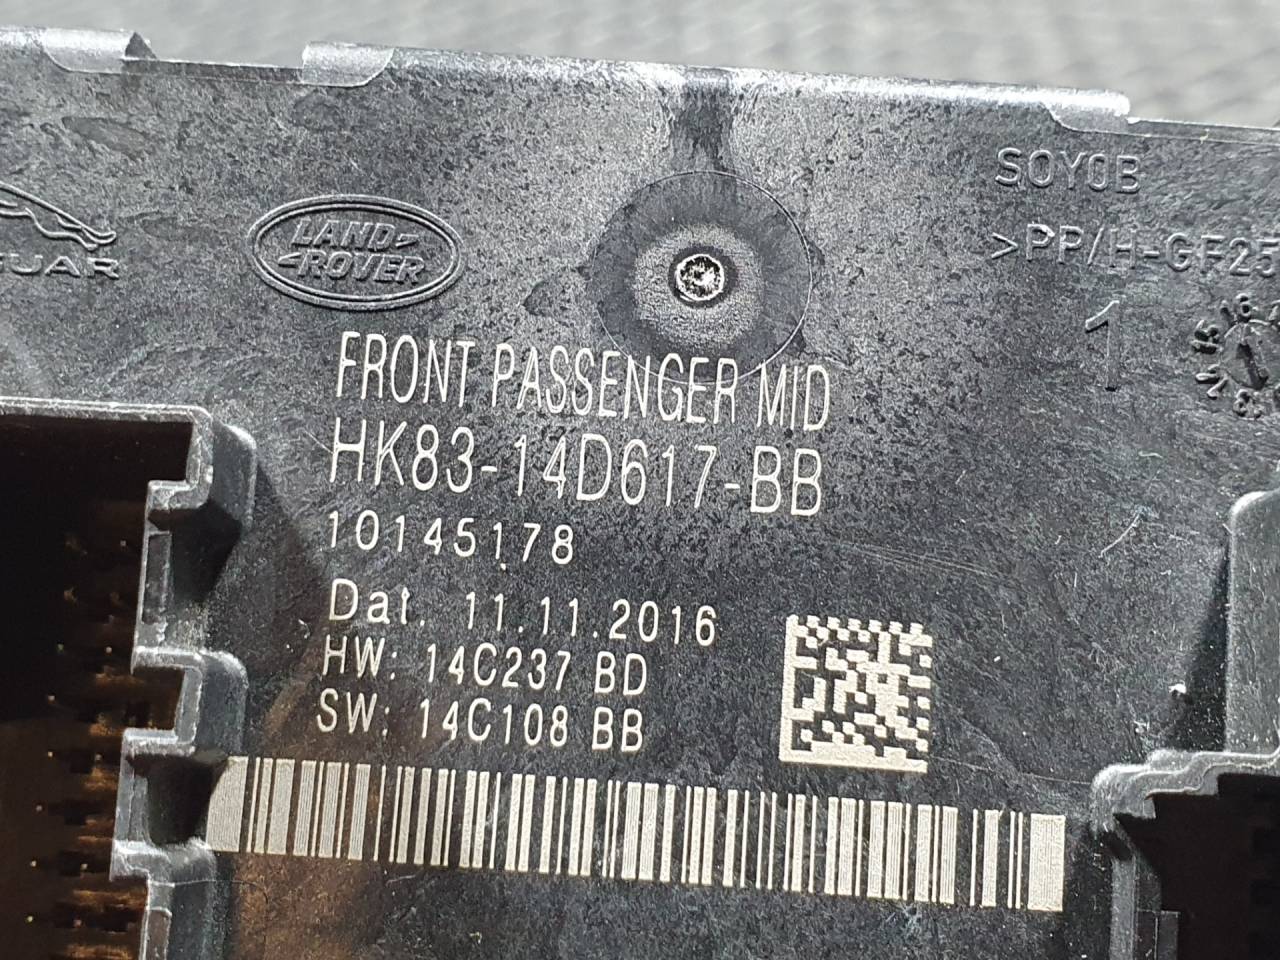 SOY0B
LAND
ROVER
>PP/H-GF25
1
FRONT PASSENGER MID
HK83-14D617-BB
10145178
Dat. 11.11.2016
HW: 14C237 BD
SW: 14C108 BB